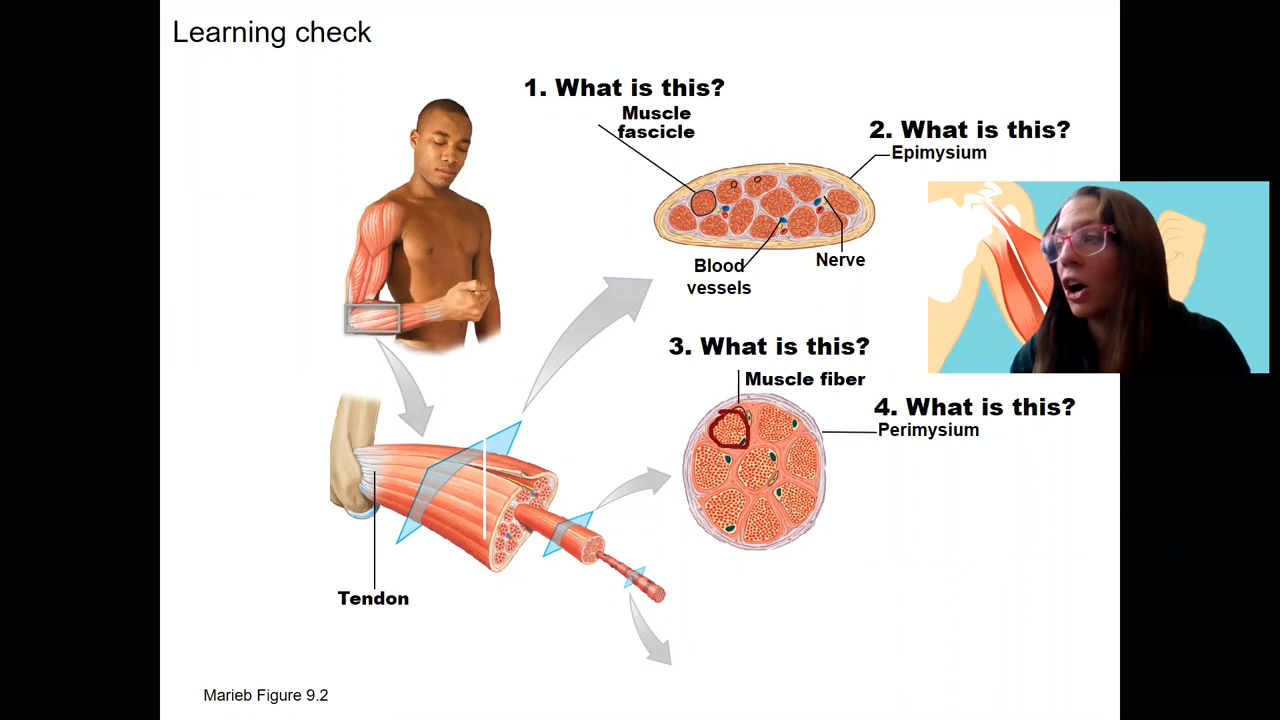 Learning check
1. What is this?
Muscle
fascicle
2. What is this?
Epimysium
Blood
vessels
Nerve
3. What is this?
Muscle fiber
4. What is this?
Perimysium
Tendon
Marieb Figure 9.2